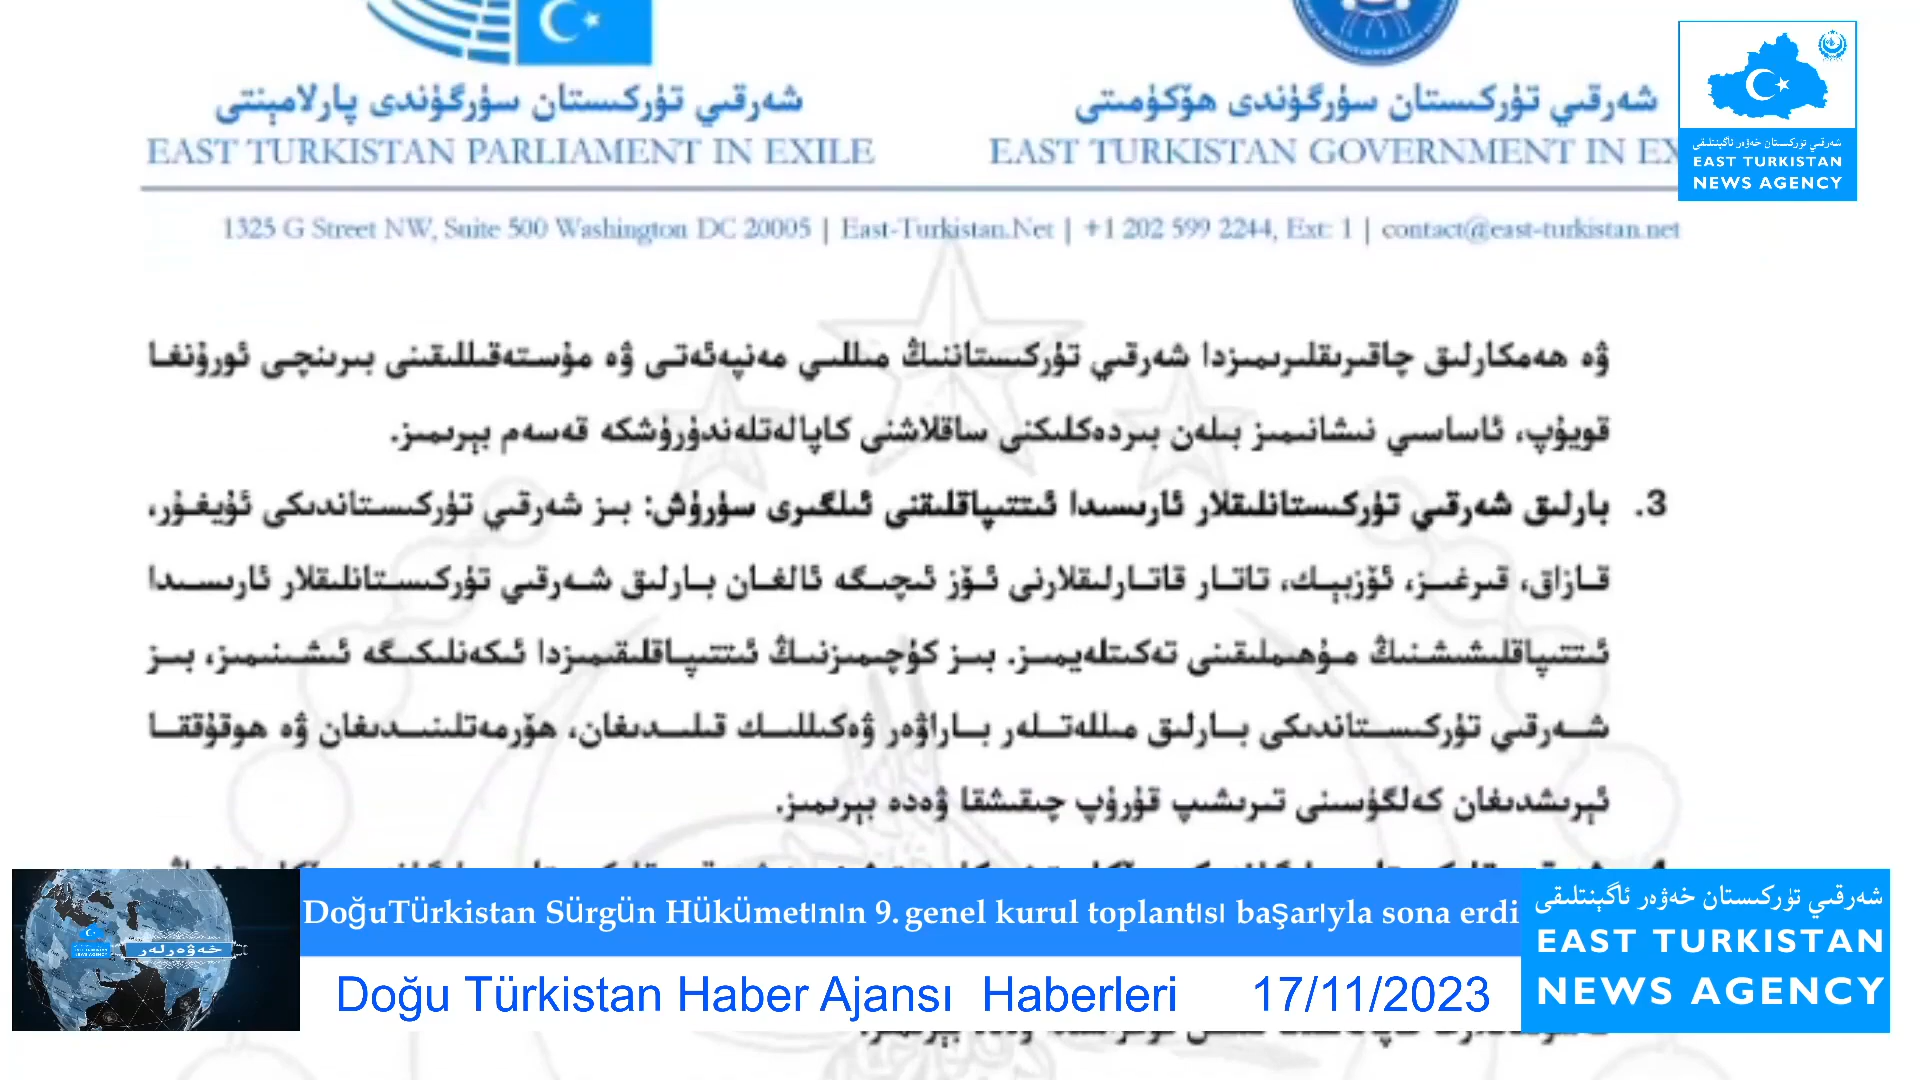 شەرقىي تۈركىستان سۈرگۈندى پارلامېنتى
EAST TURKISTAN PARLIAMENT IN EXILE
شەرقىي تۈركىستان سۈرگۈندى ھۆكۈمىتى
EAST TURKISTAN GOVERNMENT IN EX
شەرقىي تۈركىستان خەۋەر ئاگېنتلىقى
EAST TURKISTAN
NEWS AGENCY
1325 G Street NW, Suite 500 Washington DC 20005 | East-Turkistan.Net | +1 202 599 2244, Ext: 1 | contact@east-turkistan.net
ۋە ھەمكارلىق چاقىرىقلىرىمىزدا شەرقىي تۈركىستاننىڭ مىللىي مەنپەئەتى ۋە مۇستەقىللىقىنى بىرىنچى ئورۇنغا
قويۇپ، ئاساسىي نىشانىمىز بىلەن بىردەكلىكنى ساقلاشنى كاپالەتلەندۈرۈشكە قەسەم بېرىمىز.
3. بارلىق شەرقىي تۈركىستانلىقلار ئارىسىدا ئىتتىپاقلىقنى ئىلگىرى سۈرۈش: بىز شەرقىي تۈركىستاندىكى ئۇيغۇر،
قازاق، قىرغىز، ئۆزبېك، تاتار قاتارلىقلارنى ئۆز ئىچىگە ئالغان بارلىق شەرقىي تۈركىستانلىقلار ئارىسىدا
ئىتتىپاقلىشىشنىڭ مۇھىملىقىنى تەكىتلەيمىز. بىز كۈچىمىزنىڭ ئىتتىپاقلىقىمىزدا ئىكەنلىكىگە ئىشىنىمىز، بىز
شەرقىي تۈركىستاندىكى بارلىق مىللەتلەر باراۋەر ۋەكىللىك قىلىدىغان، ھۆرمەتلىنىدىغان ۋە ھوقۇققا
ئېرىشىدىغان كەلگۈسىنى تىرىشىپ قۇرۇپ چىقىشقا ۋەدە بېرىمىز.
خەۋەرلەر
DoğuTürkistan Sürgün Hükümetının 9. genel kurul toplantısı başarıyla sona erdi
Doğu Türkistan Haber Ajansı Haberleri 17/11/2023
شەرقىي تۈركىستان خەۋەر ئاگېنتلىقى
EAST TURKISTAN
NEWS AGENCY